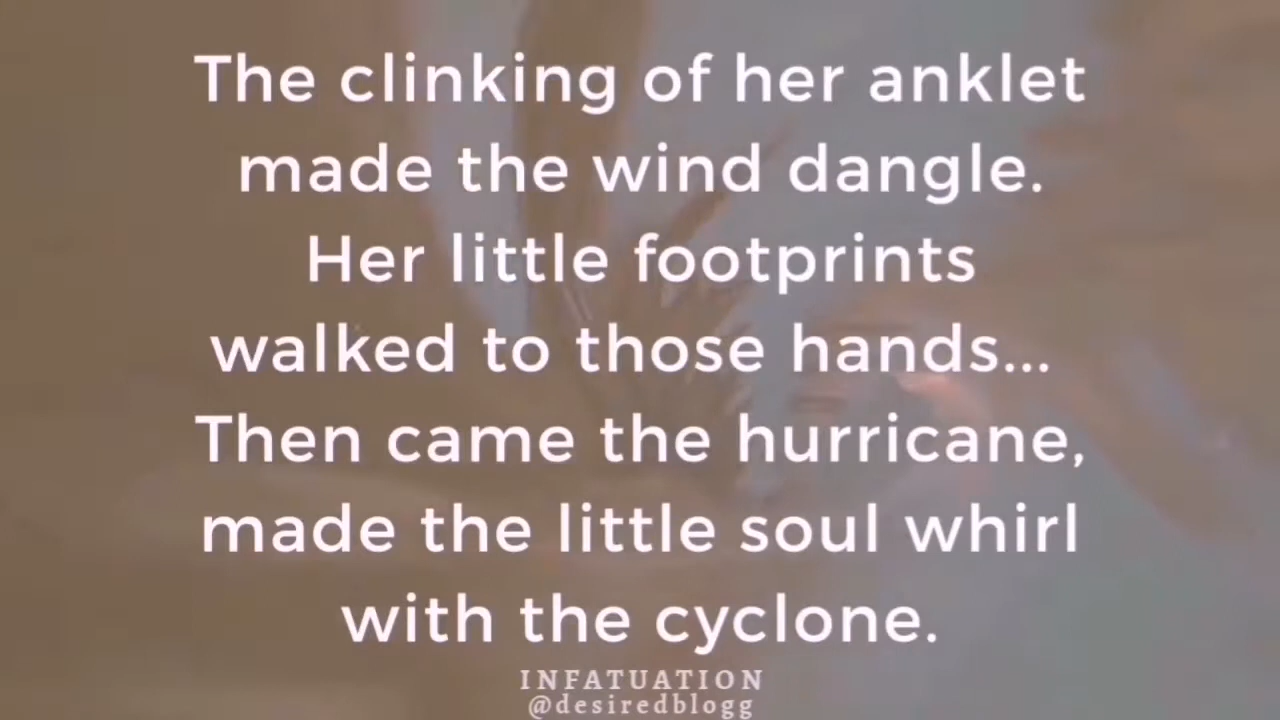 The clinking of her anklet
made the wind dangle.
Her little footprints
walked to those hands...
Then came the hurricane,
made the little soul whirl
with the cyclone.
INFATUATION
@desiredblogg